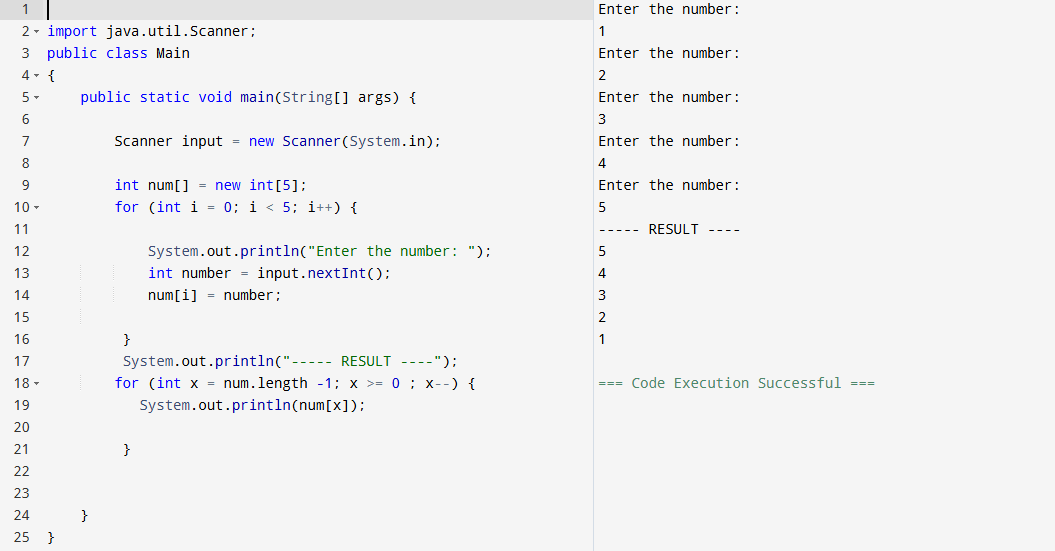 1
2 import java.util.Scanner;
3 public class Main
4 {
5     public static void main(String[] args) {
6
7         Scanner input = new Scanner(System.in);
8
9         int num[] = new int[5];
10         for (int i = 0; i < 5; i++) {
11
12             System.out.println("Enter the number: ");
13             int number = input.nextInt();
14             num[i] = number;
15
16          }
17          System.out.println("----- RESULT ----");
18         for (int x = num.length -1; x >= 0 ; x--) {
19            System.out.println(num[x]);
20
21          }
22
23
24     }
25 }
Enter the number:
1
Enter the number:
2
Enter the number:
3
Enter the number:
4
Enter the number:
5
----- RESULT ----
5
4
3
2
1
=== Code Execution Successful ===